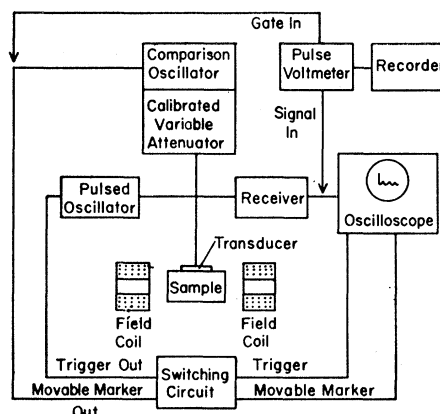 Gate In
Comparison
Oscillator
Pulse
Voltmeter
Recorder
Calibrated
Variable
Attenuator
Signal
In
Pulsed
Oscillator
Receiver
Oscilloscope
Transducer
Sample
Field
Coil
Field
Coil
Trigger Out
Switching
Circuit
Trigger
Movable Marker
Out
Movable Marker